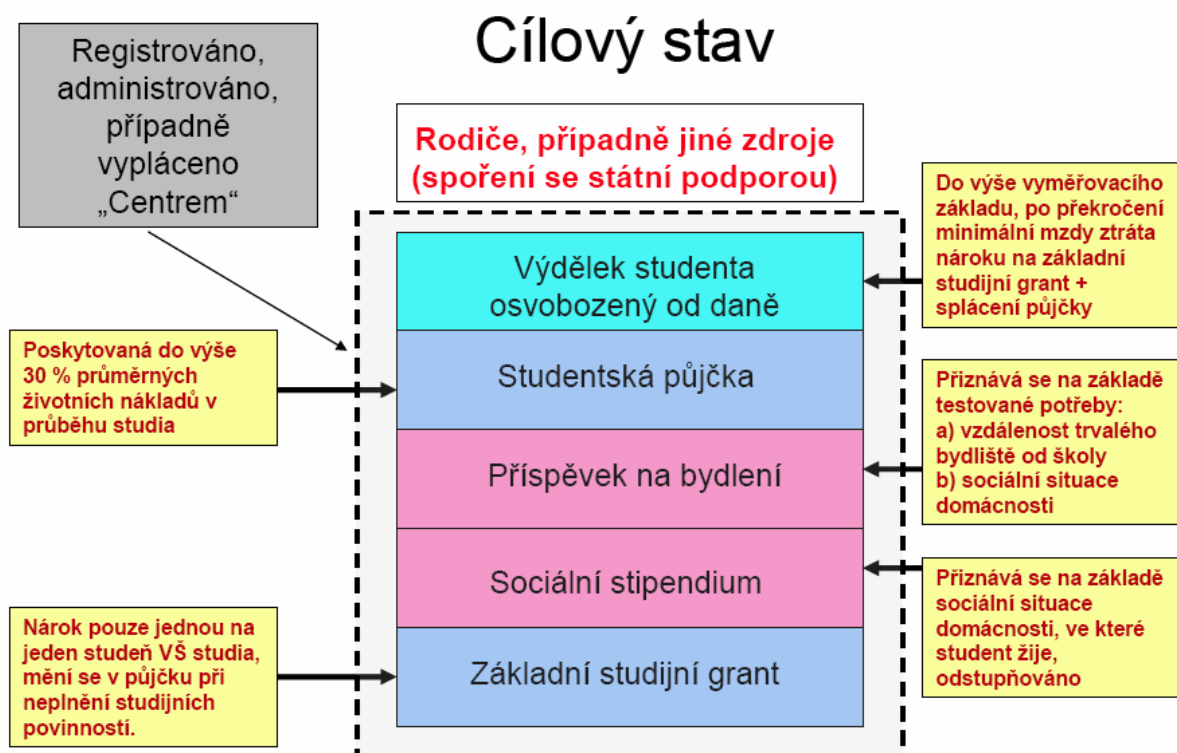 Cílový stav
Registrováno,
administrováno,
případně
vypláceno
„Centrem“
Rodiče, případně jiné zdroje
(spoření se státní podporou)
Výdělek studenta
osvobozený od daně
Do výše vyměřovacího
základu, po překročení
minimální mzdy ztráta
nároku na základní
studijní grant +
splácení půjčky
Poskytovaná do výše
30 % průměrných
životních nákladů v
průběhu studia
Studentská půjčka
Příspěvek na bydlení
Přiznává se na základě
testované potřeby:
a) vzdálenost trvalého
bydliště od školy
b) sociální situace
domácnosti
Sociální stipendium
Přiznává se na základě
sociální situace
domácnosti, ve které
student žije,
odstupňováno
Nárok pouze jednou na
jeden studeň VŠ studia,
mění se v půjčku při
neplnění studijních
povinností.
Základní studijní grant